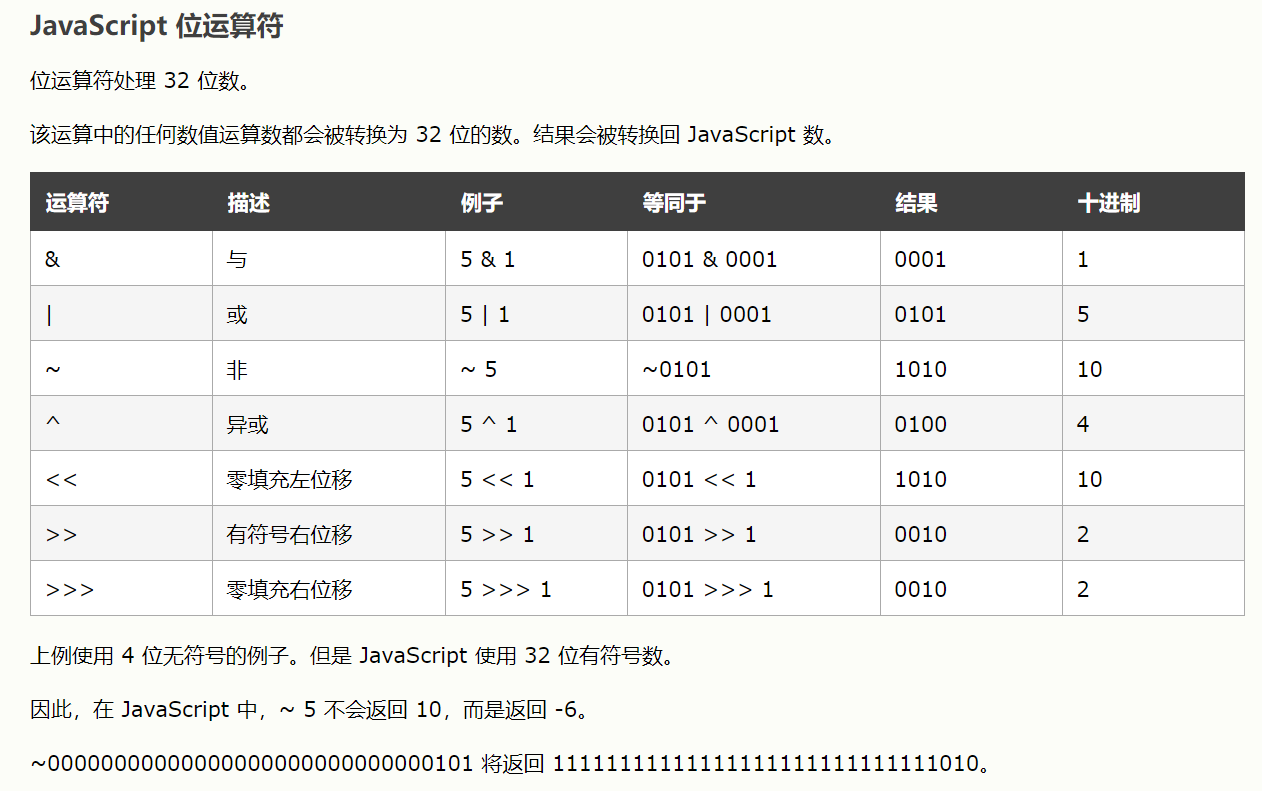 JavaScript 位运算符
位运算符处理 32 位数。
该运算中的任何数值运算数都会被转换为 32 位的数。结果会被转换回 JavaScript 数。
运算符 描述 例子 等同于 结果 十进制
& 与 5 & 1 0101 & 0001 0001 1
| 或 5 | 1 0101 | 0001 0101 5
~ 非 ~ 5 ~0101 1010 10
^ 异或 5 ^ 1 0101 ^ 0001 0100 4
<< 零填充左位移 5 << 1 0101 << 1 1010 10
>> 有符号右位移 5 >> 1 0101 >> 1 0010 2
>>> 零填充右位移 5 >>> 1 0101 >>> 1 0010 2
上例使用 4 位无符号的例子。但是 JavaScript 使用 32 位有符号数。
因此，在 JavaScript 中，~ 5 不会返回 10，而是返回 -6。
~00000000000000000000000000000101 将返回 11111111111111111111111111111010。